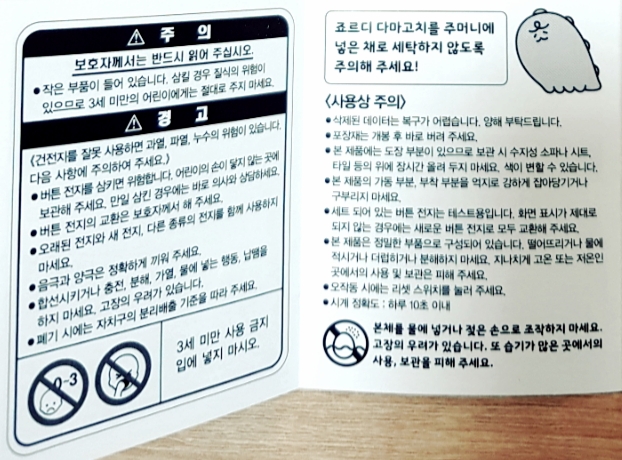 ⚠ 주 의
보호자께서는 반드시 읽어 주십시오.
● 작은 부품이 들어 있습니다. 삼킬 경우 질식의 위험이
있으므로 3세 미만의 어린이에게는 절대로 주지 마세요.
⚠ 경 고
〈건전지를 잘못 사용하면 과열, 파열, 누수의 위험이 있습니다.
다음 사항에 주의하여 주세요.〉
● 버튼 전지를 삼키면 위험합니다. 어린이의 손이 닿지 않는 곳에
보관해 주세요. 만일 삼킨 경우에는 바로 의사와 상담하세요.
● 버튼 전지의 교환은 보호자께서 해 주세요.
● 오래된 전지와 새 전지, 다른 종류의 전지를 함께 사용하지
마세요.
● 음극과 양극은 정확하게 끼워 주세요.
● 합선시키거나 충전, 분해, 가열, 물에 넣는 행동, 납땜을
하지 마세요. 고장의 우려가 있습니다.
● 폐기 시에는 자치구의 분리배출 기준을 따라 주세요.
0-3
3세 미만 사용 금지
입에 넣지 마시오.
죠르디 다마고치를 주머니에
넣은 채로 세탁하지 않도록
주의해 주세요!
〈사용상 주의〉
● 삭제된 데이터는 복구가 어렵습니다. 양해 부탁드립니다.
● 포장재는 개봉 후 바로 버려 주세요.
● 본 제품에는 도장 부분이 있으므로 보관 시 수지성 소파나 시트,
타일 등의 위에 장시간 올려 두지 마세요. 색이 변할 수 있습니다.
● 본 제품의 가동 부분, 부착 부분을 억지로 강하게 잡아당기거나
구부리지 마세요.
● 세트 되어 있는 버튼 전지는 테스트용입니다. 화면 표시가 제대로
되지 않는 경우에는 새로운 버튼 전지로 모두 교환해 주세요.
● 본 제품은 정밀한 부품으로 구성되어 있습니다. 떨어뜨리거나 물에
적시거나 더럽히거나 분해하지 마세요. 지나치게 고온 또는 저온인
곳에서의 사용 및 보관은 피해 주세요.
● 오작동 시에는 리셋 스위치를 눌러 주세요.
● 시계 정확도 : 하루 10초 이내
본체를 물에 넣거나 젖은 손으로 조작하지 마세요.
고장의 우려가 있습니다. 또 습기가 많은 곳에서의
사용, 보관을 피해 주세요.